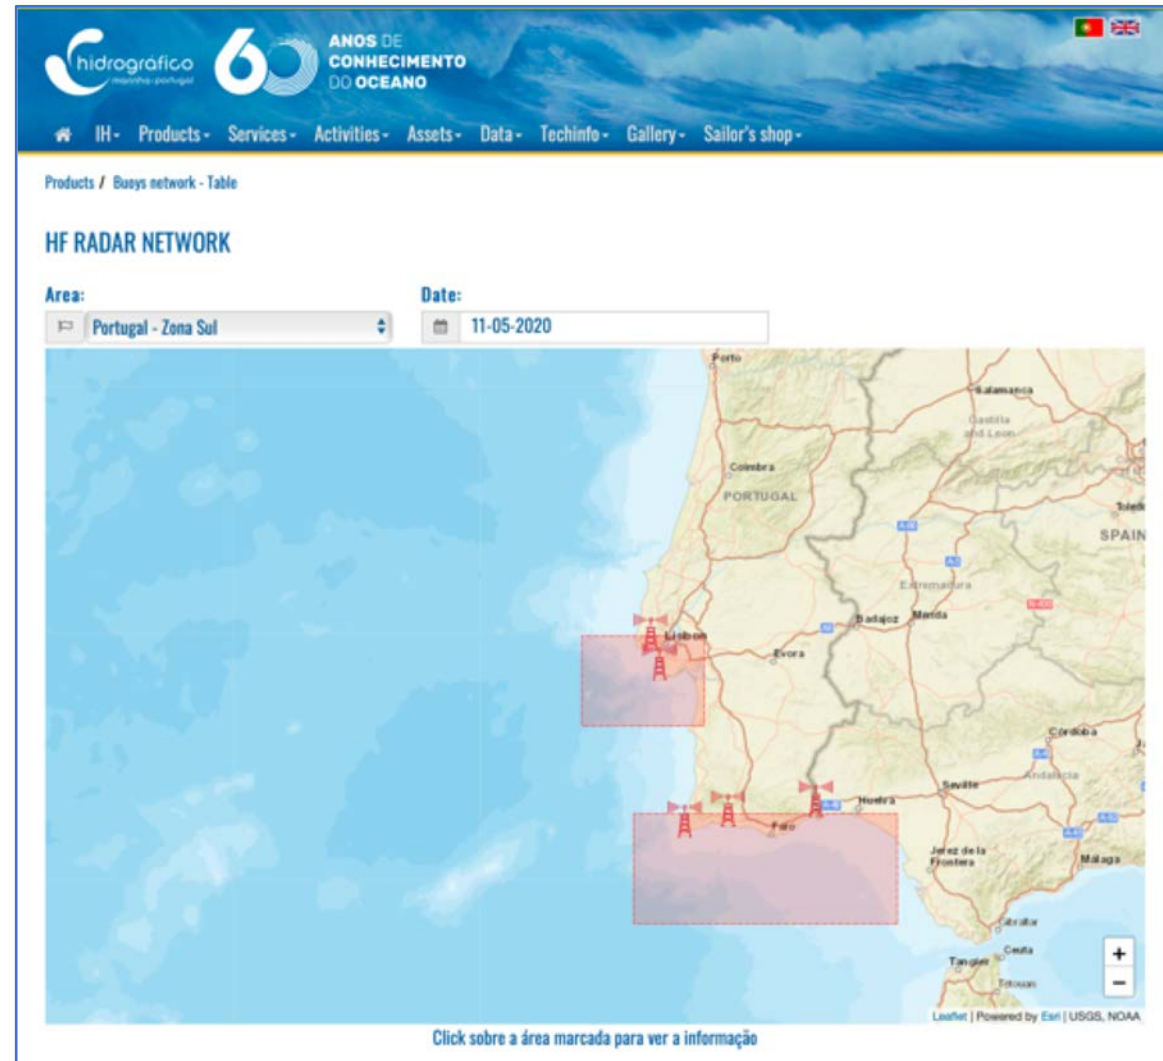 hidrográfico
marinha - portugal
60
ANOS DE
CONHECIMENTO
DO OCEANO
IH Products Services Activities Assets Data Techinfo Gallery Sailor's shop
Products / Buoys network - Table
HF RADAR NETWORK
Area: Date:
Portugal - Zona Sul 11-05-2020
Porto
Salamanca
Castilla
and Leon
Coimbra
PORTUGAL
SPAIN
Extremadura
Badajoz Merida
Lisbon
Evora
Córdoba
Andalucia
Seville
Huelva
Faro
Jerez de la
Frontera
Málaga
Gibraltar
Ceuta
Tangier
Tetouan
+
−
Leaflet | Powered by Esri | USGS, NOAA
Click sobre a área marcada para ver a informação